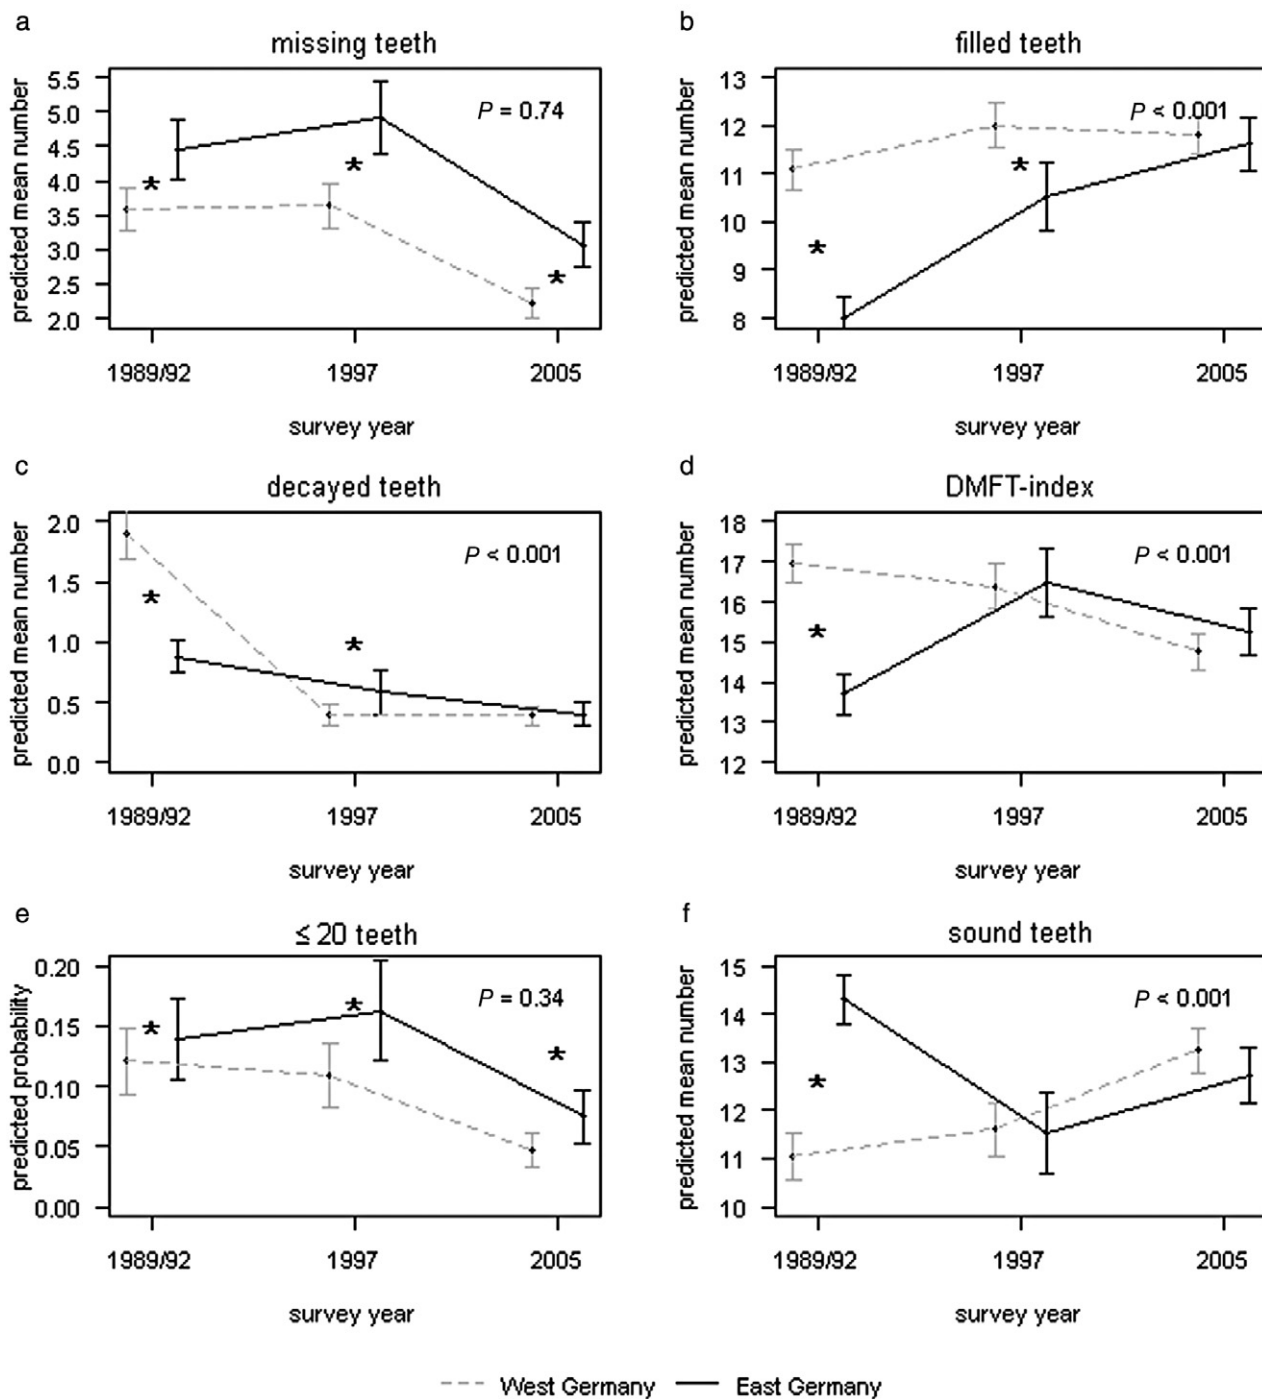 a
missing teeth
predicted mean number
5.5
5.0
4.5
4.0
3.5
3.0
2.5
2.0
P = 0.74
*
*
*
1989/92 1997 2005
survey year
b
filled teeth
predicted mean number
13
12
11
10
9
8
P < 0.001
*
*
1989/92 1997 2005
survey year
c
decayed teeth
predicted mean number
2.0
1.5
1.0
0.5
0.0
P < 0.001
*
*
1989/92 1997 2005
survey year
d
DMFT-index
predicted mean number
18
17
16
15
14
13
12
P < 0.001
*
1989/92 1997 2005
survey year
e
≤ 20 teeth
predicted probability
0.20
0.15
0.10
0.05
0.00
P = 0.34
*
*
*
1989/92 1997 2005
survey year
f
sound teeth
predicted mean number
15
14
13
12
11
10
P < 0.001
*
1989/92 1997 2005
survey year
West Germany East Germany